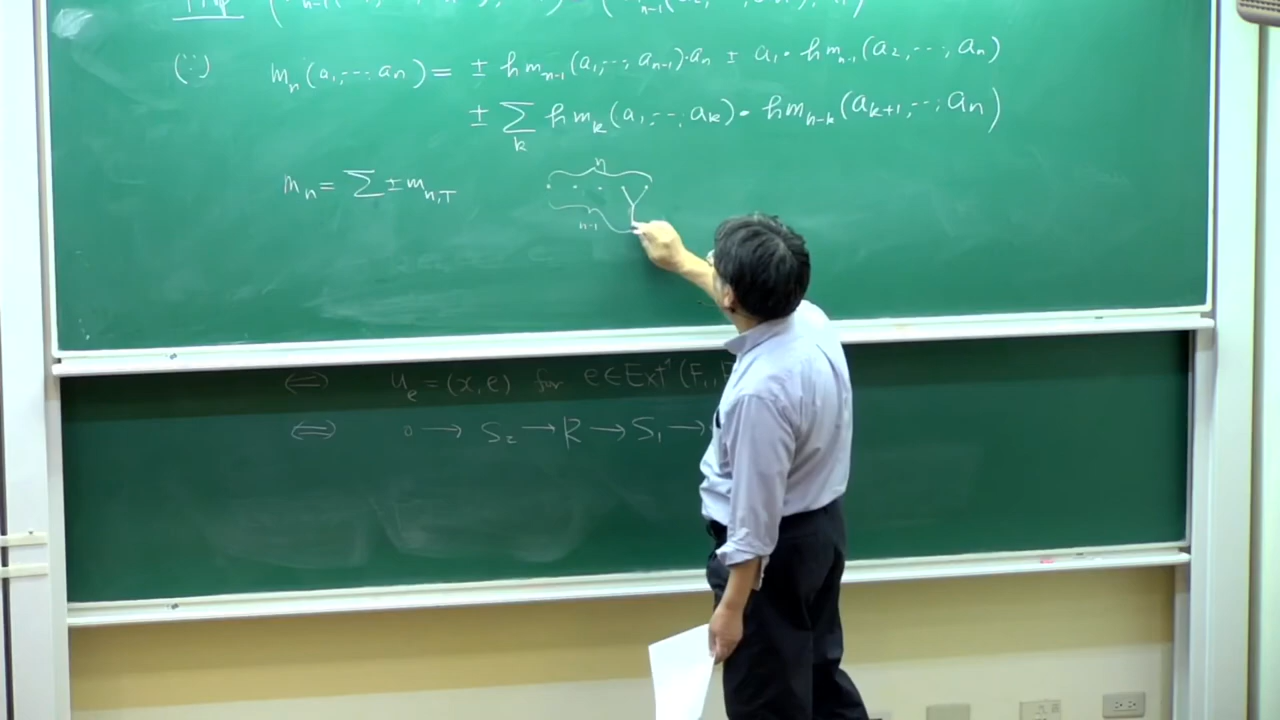 (∵) mₙ(a₁,…,aₙ) = ± h mₙ₋₁(a₁,…,aₙ₋₁)·aₙ ± a₁·h mₙ₋₁(a₂,…,aₙ)
± ∑ₖ h mₖ(a₁,…,aₖ)·h mₙ₋ₖ(aₖ₊₁,…,aₙ)
n
mₙ = ∑ ± mₙ,T
n-1
⇔ uₑ = (x,e) for e ∈ Ext¹(F₁,
⇔ 0 → S₂ → R → S₁ →